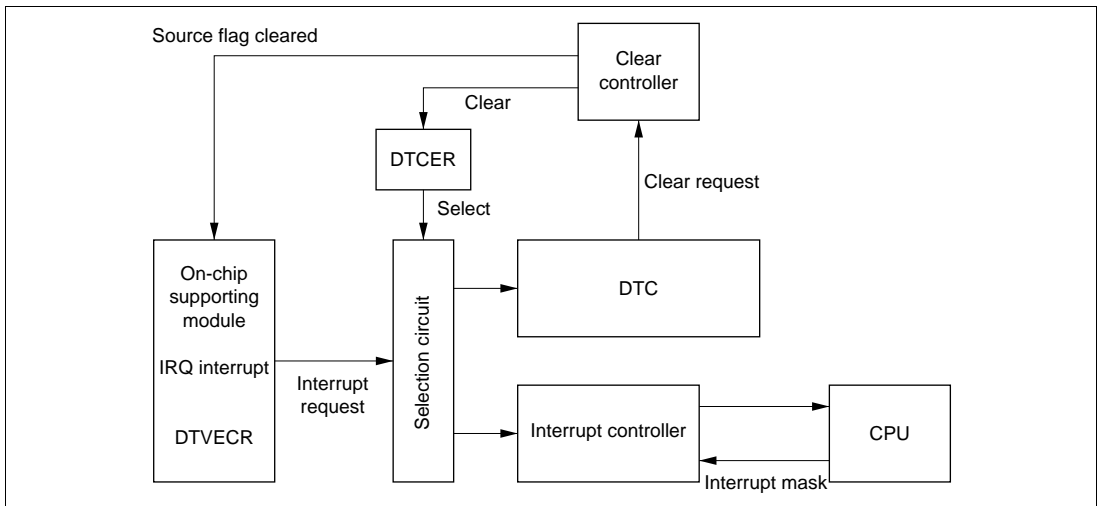 Source flag cleared
Clear
controller
Clear
DTCER
Clear request
Select
On-chip
supporting
module
DTC
Selection circuit
IRQ interrupt
Interrupt
request
DTVECR
Interrupt controller
CPU
Interrupt mask